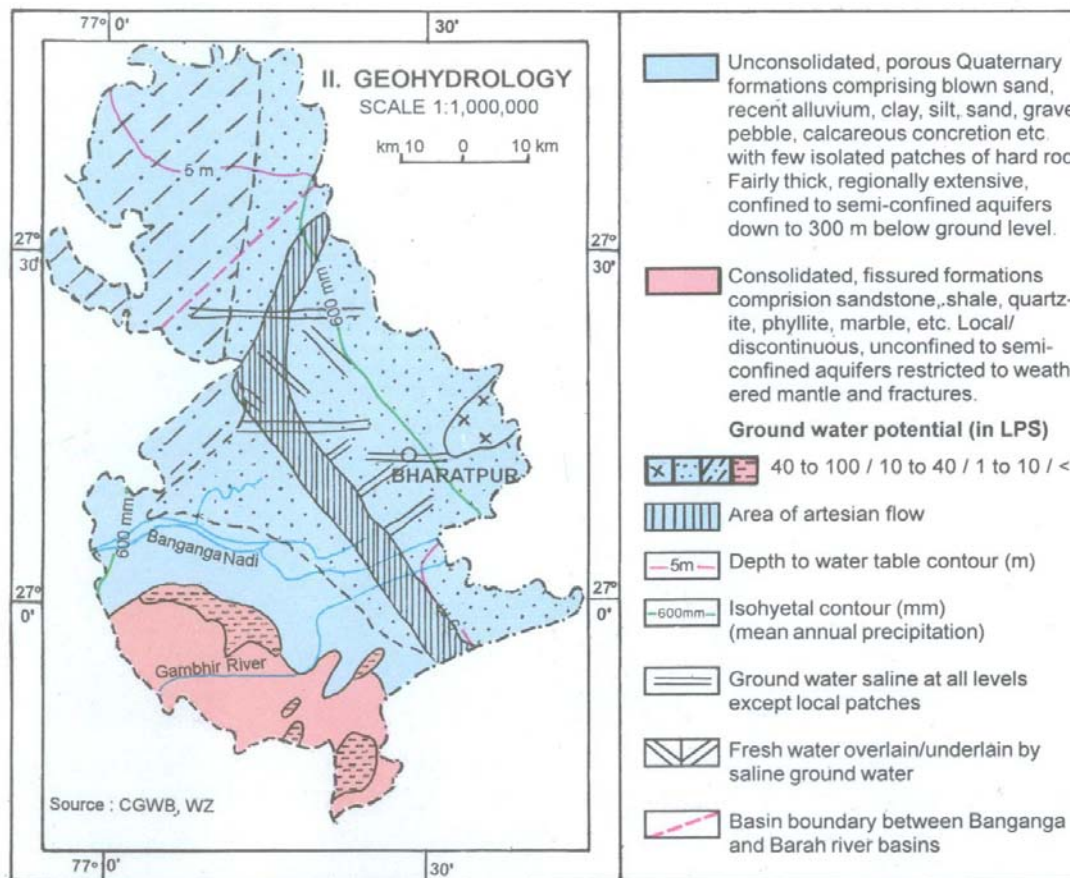 77° 0'
30'
II. GEOHYDROLOGY
SCALE 1:1,000,000
km 10 0 10 km
5 m
27°
30'
27°
30'
600 mm
BHARATPUR
600 mm
Banganga Nadi
27°
0'
27°
0'
Gambhir River
Source : CGWB, WZ
77° 0'
30'
Unconsolidated, porous Quaternary
formations comprising blown sand,
recent alluvium, clay, silt, sand, grave
pebble, calcareous concretion etc.
with few isolated patches of hard roc
Fairly thick, regionally extensive,
confined to semi-confined aquifers
down to 300 m below ground level.
Consolidated, fissured formations
comprision sandstone, shale, quartz-
ite, phyllite, marble, etc. Local/
discontinuous, unconfined to semi-
confined aquifers restricted to weath
ered mantle and fractures.
Ground water potential (in LPS)
40 to 100 / 10 to 40 / 1 to 10 / <
Area of artesian flow
5m Depth to water table contour (m)
600mm Isohyetal contour (mm)
(mean annual precipitation)
Ground water saline at all levels
except local patches
Fresh water overlain/underlain by
saline ground water
Basin boundary between Banganga
and Barah river basins